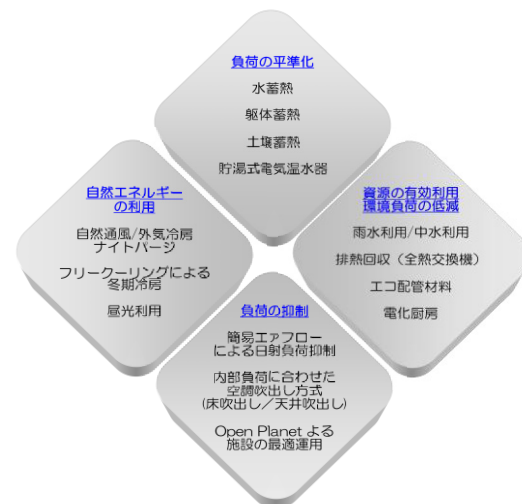 負荷の平準化
水蓄熱
躯体蓄熱
土壌蓄熱
貯湯式電気温水器
自然エネルギー
の利用
自然通風/外気冷房
ナイトパージ
フリークーリングによる
冬期冷房
昼光利用
資源の有効利用
環境負荷の低減
雨水利用/中水利用
排熱回収（全熱交換機）
エコ配管材料
電化厨房
負荷の抑制
簡易エアフロー
による日射負荷抑制
内部負荷に合わせた
空調吹出し方式
(床吹出し／天井吹出し)
Open Planet よる
施設の最適運用